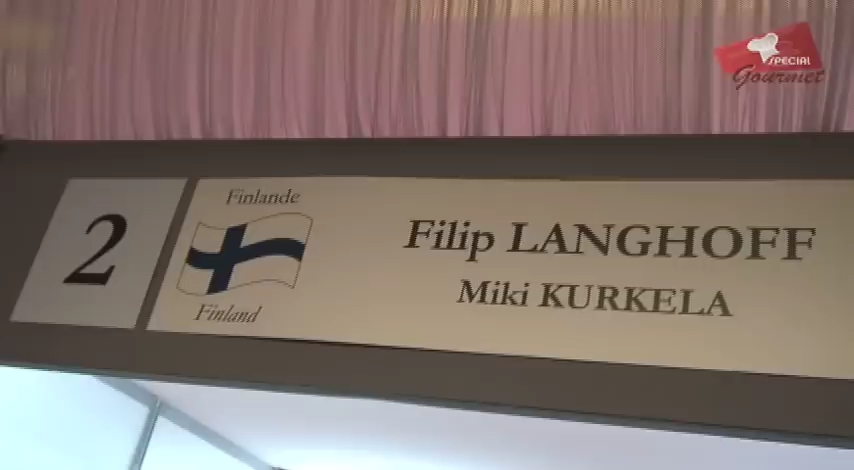 SPECIAL
Gourmet
2
Finlande
Finland
Filip LANGHOFF
Miki KURKELA